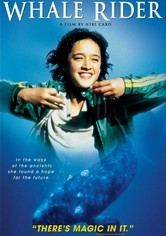 WHALE RIDER
A FILM BY NIKI CARO
In the ways
of the ancients
she found a hope
for the future.
"THERE'S MAGIC IN IT."